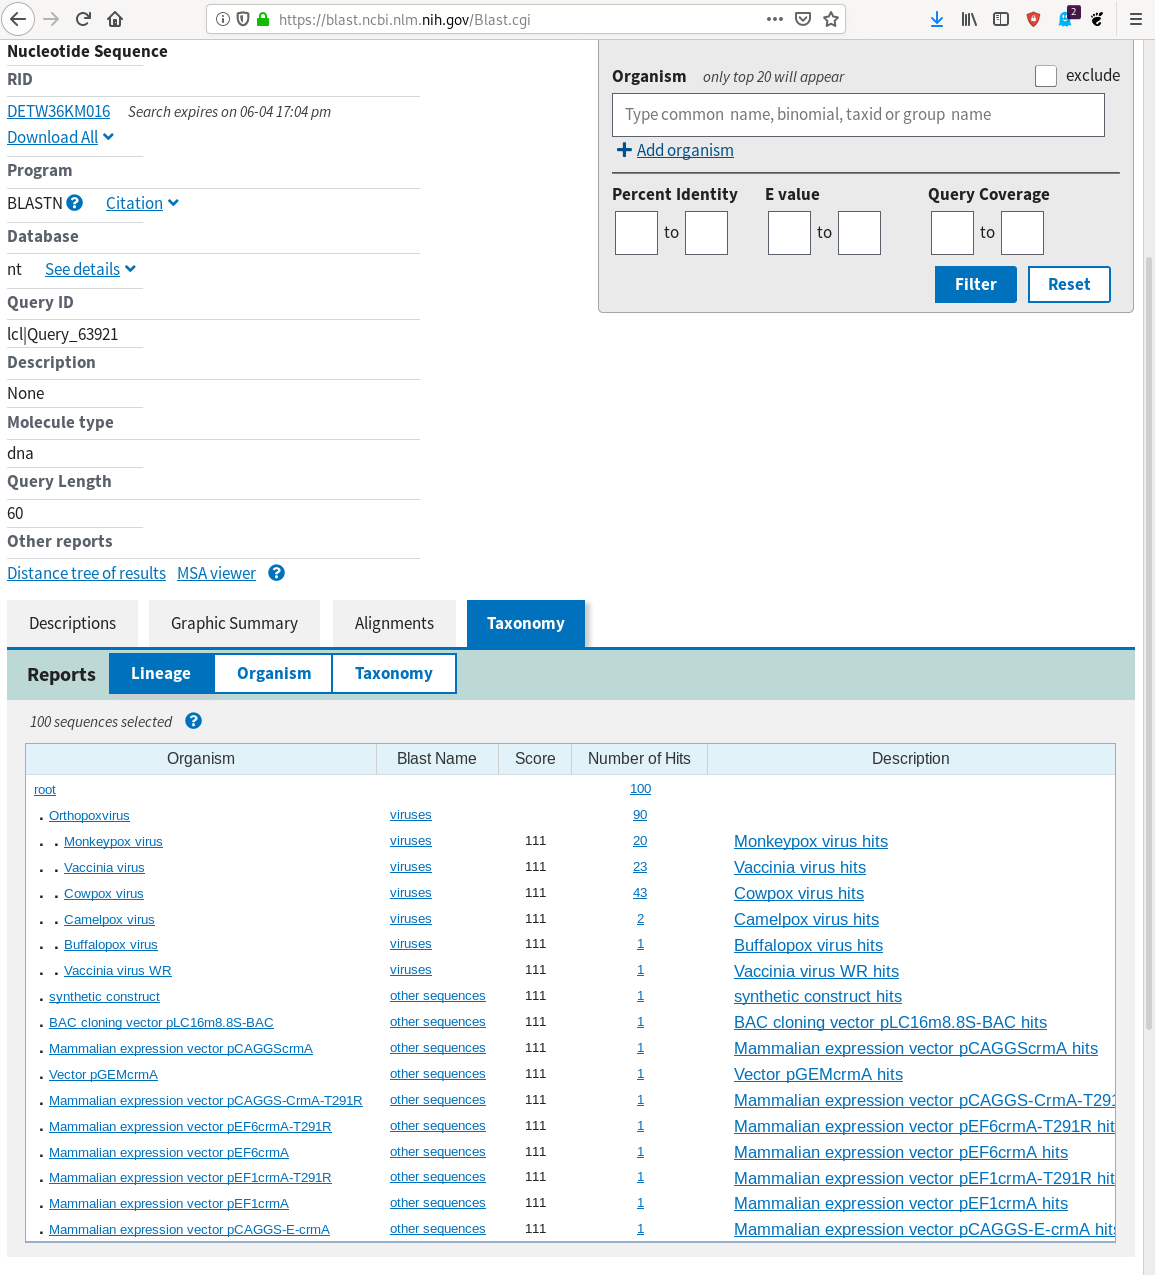 https://blast.ncbi.nlm.nih.gov/Blast.cgi
2
Nucleotide Sequence
RID
DETW36KM016 Search expires on 06-04 17:04 pm
Download All
Program
BLASTN ? Citation
Database
nt See details
Query ID
lcl|Query_63921
Description
None
Molecule type
dna
Query Length
60
Other reports
Distance tree of results MSA viewer ?
Organism only top 20 will appear exclude
Type common name, binomial, taxid or group name
+ Add organism
Percent Identity E value Query Coverage
to to to
Filter Reset
Descriptions Graphic Summary Alignments Taxonomy
Reports Lineage Organism Taxonomy
100 sequences selected ?
Organism Blast Name Score Number of Hits Description
root 100
. Orthopoxvirus viruses 90
. . Monkeypox virus viruses 111 20 Monkeypox virus hits
. . Vaccinia virus viruses 111 23 Vaccinia virus hits
. . Cowpox virus viruses 111 43 Cowpox virus hits
. . Camelpox virus viruses 111 2 Camelpox virus hits
. . Buffalopox virus viruses 111 1 Buffalopox virus hits
. . Vaccinia virus WR viruses 111 1 Vaccinia virus WR hits
. synthetic construct other sequences 111 1 synthetic construct hits
. BAC cloning vector pLC16m8.8S-BAC other sequences 111 1 BAC cloning vector pLC16m8.8S-BAC hits
. Mammalian expression vector pCAGGScrmA other sequences 111 1 Mammalian expression vector pCAGGScrmA hits
. Vector pGEMcrmA other sequences 111 1 Vector pGEMcrmA hits
. Mammalian expression vector pCAGGS-CrmA-T291R other sequences 111 1 Mammalian expression vector pCAGGS-CrmA-T291
. Mammalian expression vector pEF6crmA-T291R other sequences 111 1 Mammalian expression vector pEF6crmA-T291R hit
. Mammalian expression vector pEF6crmA other sequences 111 1 Mammalian expression vector pEF6crmA hits
. Mammalian expression vector pEF1crmA-T291R other sequences 111 1 Mammalian expression vector pEF1crmA-T291R hit
. Mammalian expression vector pEF1crmA other sequences 111 1 Mammalian expression vector pEF1crmA hits
. Mammalian expression vector pCAGGS-E-crmA other sequences 111 1 Mammalian expression vector pCAGGS-E-crmA hits